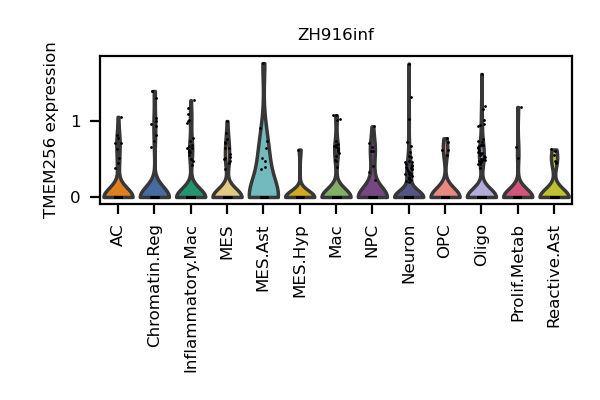 ZH916inf
TMEM256 expression
1
0
AC
Chromatin.Reg
Inflammatory.Mac
MES
MES.Ast
MES.Hyp
Mac
NPC
Neuron
OPC
Oligo
Prolif.Metab
Reactive.Ast